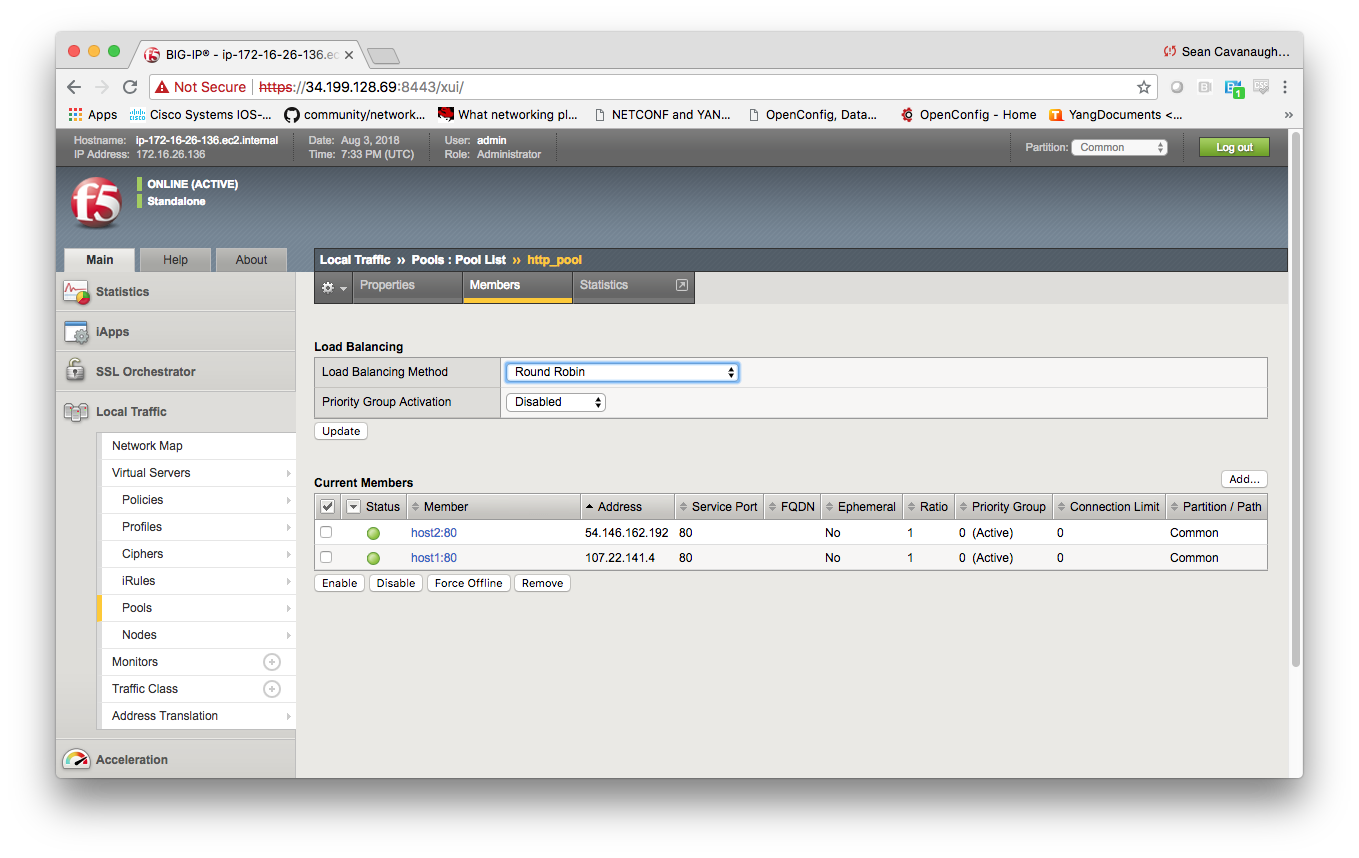 BIG-IP® - ip-172-16-26-136.ec
Sean Cavanaugh...
Not Secure https://34.199.128.69:8443/xui/
Apps Cisco Systems IOS-... community/network... What networking pl... NETCONF and YAN... OpenConfig, Data... OpenConfig - Home YangDocuments <... »
Hostname: ip-172-16-26-136.ec2.internal Date: Aug 3, 2018 User: admin
IP Address: 172.16.26.136 Time: 7:33 PM (UTC) Role: Administrator
Partition: Common Log out
f5
ONLINE (ACTIVE)
Standalone
Main Help About
Local Traffic ›› Pools : Pool List ›› http_pool
Properties Members Statistics
Statistics
iApps
SSL Orchestrator
Local Traffic
Network Map
Virtual Servers
Policies
Profiles
Ciphers
iRules
Pools
Nodes
Monitors
Traffic Class
Address Translation
Acceleration
Load Balancing
Load Balancing Method Round Robin
Priority Group Activation Disabled
Update
Current Members Add...
Status Member Address Service Port FQDN Ephemeral Ratio Priority Group Connection Limit Partition / Path
host2:80 54.146.162.192 80 No 1 0 (Active) 0 Common
host1:80 107.22.141.4 80 No 1 0 (Active) 0 Common
Enable Disable Force Offline Remove